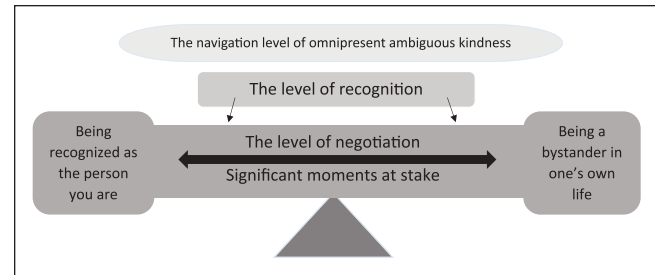 The navigation level of omnipresent ambiguous kindness
The level of recognition
Being
recognized as
the person
you are
The level of negotiation
Significant moments at stake
Being a
bystander in
one's own
life